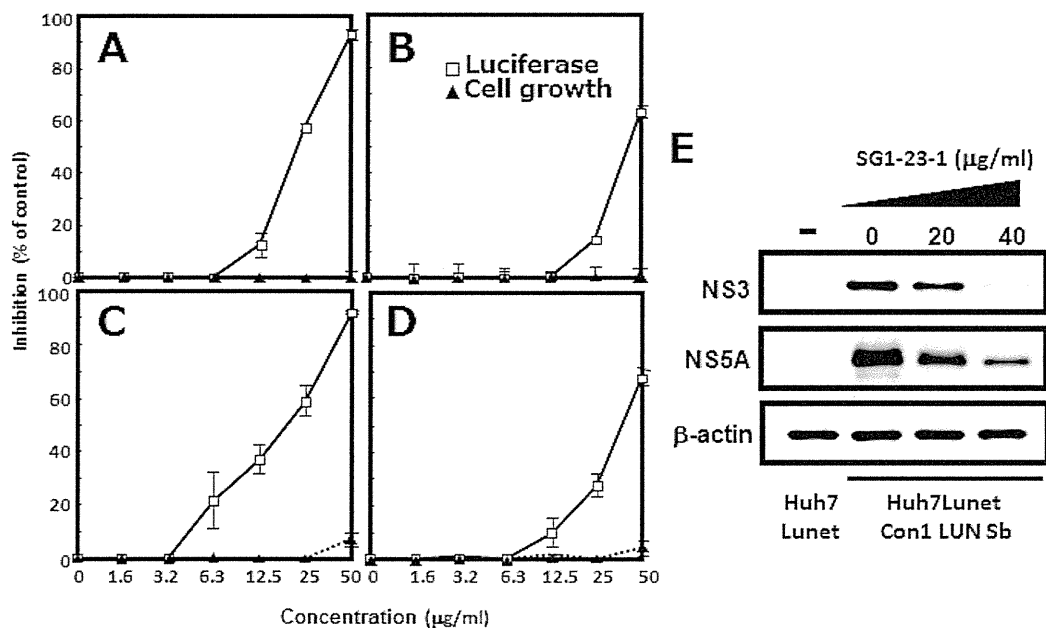 Inhibition (% of control)
100
80
60
40
20
0
A
B
□ Luciferase
▲ Cell growth
100
80
60
40
20
0
C
D
0 1.6 3.2 6.3 12.5 25 50
0 1.6 3.2 6.3 12.5 25 50
Concentration (μg/ml)
E
SG1-23-1 (μg/ml)
- 0 20 40
NS3
NS5A
β-actin
Huh7
Lunet
Huh7Lunet
Con1 LUN Sb